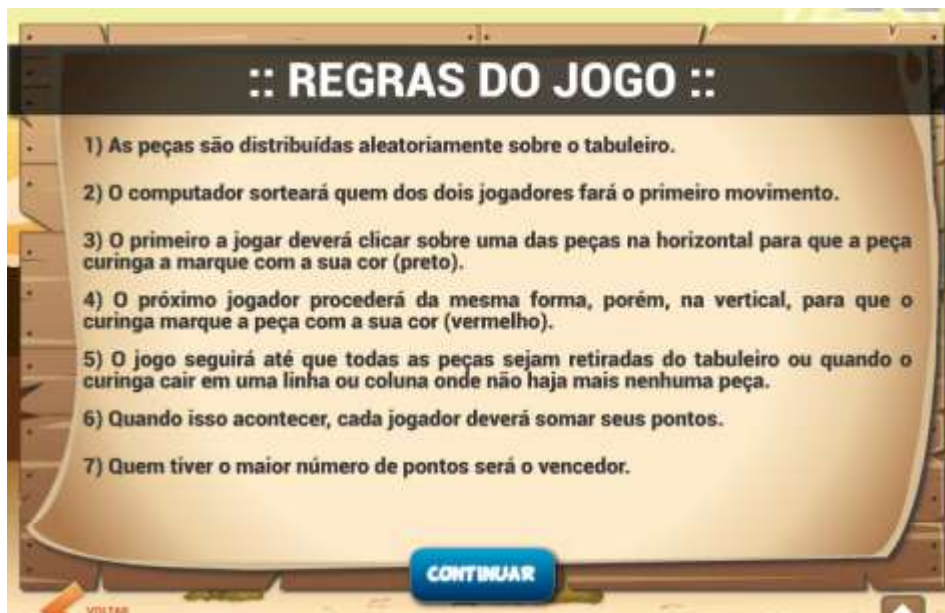 :: REGRAS DO JOGO ::
1) As peças são distribuídas aleatoriamente sobre o tabuleiro.
2) O computador sorteará quem dos dois jogadores fará o primeiro movimento.
3) O primeiro a jogar deverá clicar sobre uma das peças na horizontal para que a peça
curinga a marque com a sua cor (preto).
4) O próximo jogador procederá da mesma forma, porém, na vertical, para que o
curinga marque a peça com a sua cor (vermelho).
5) O jogo seguirá até que todas as peças sejam retiradas do tabuleiro ou quando o
curinga cair em uma linha ou coluna onde não haja mais nenhuma peça.
6) Quando isso acontecer, cada jogador deverá somar seus pontos.
7) Quem tiver o maior número de pontos será o vencedor.
CONTINUAR
VOLTAR